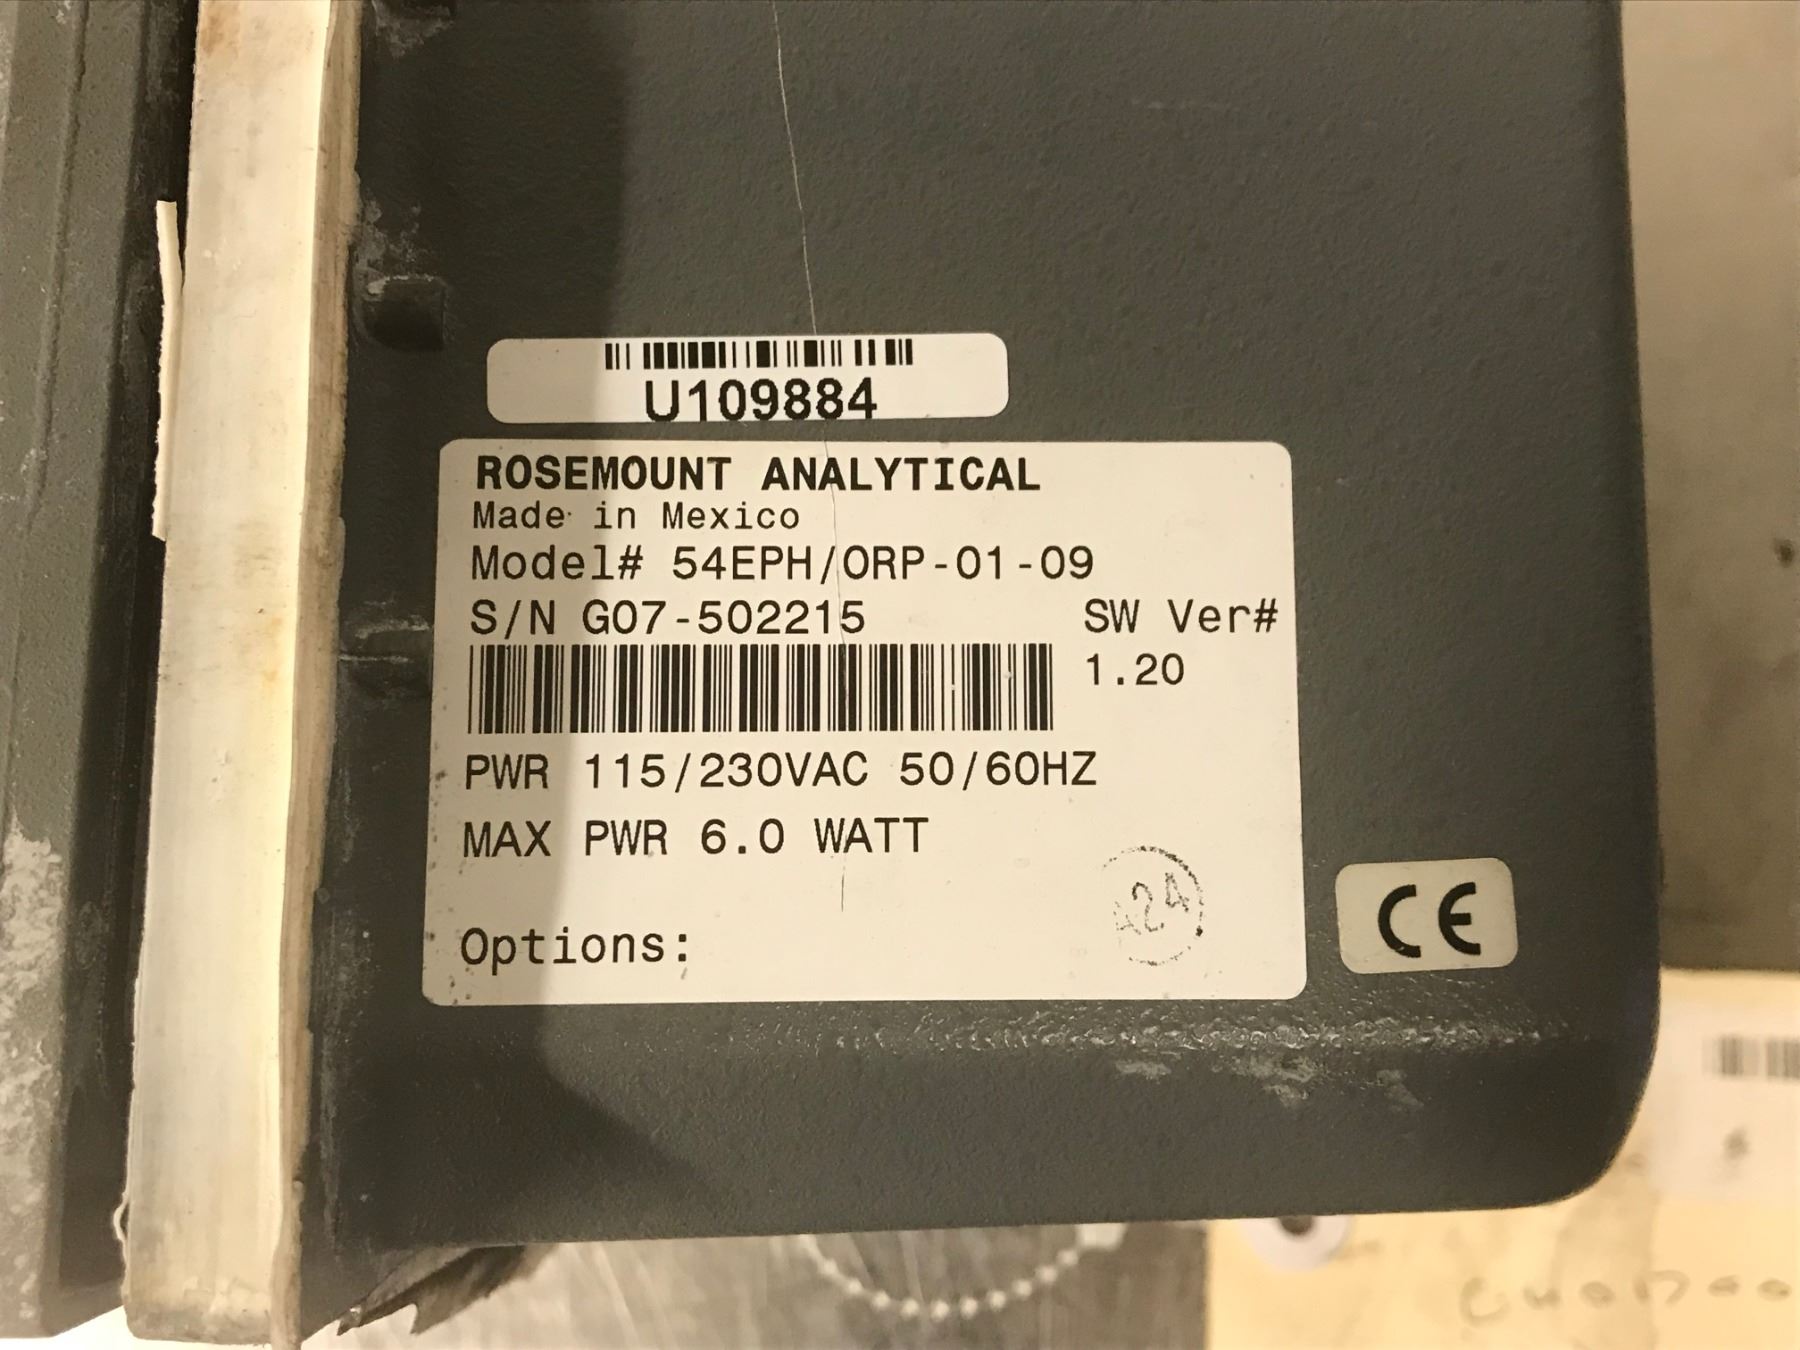 U109884
ROSEMOUNT ANALYTICAL
Made in Mexico
Model# 54EPH/ORP-01-09
S/N G07-502215
SW Ver#
1.20
PWR 115/230VAC 50/60HZ
MAX PWR 6.0 WATT
A24
Options:
CE